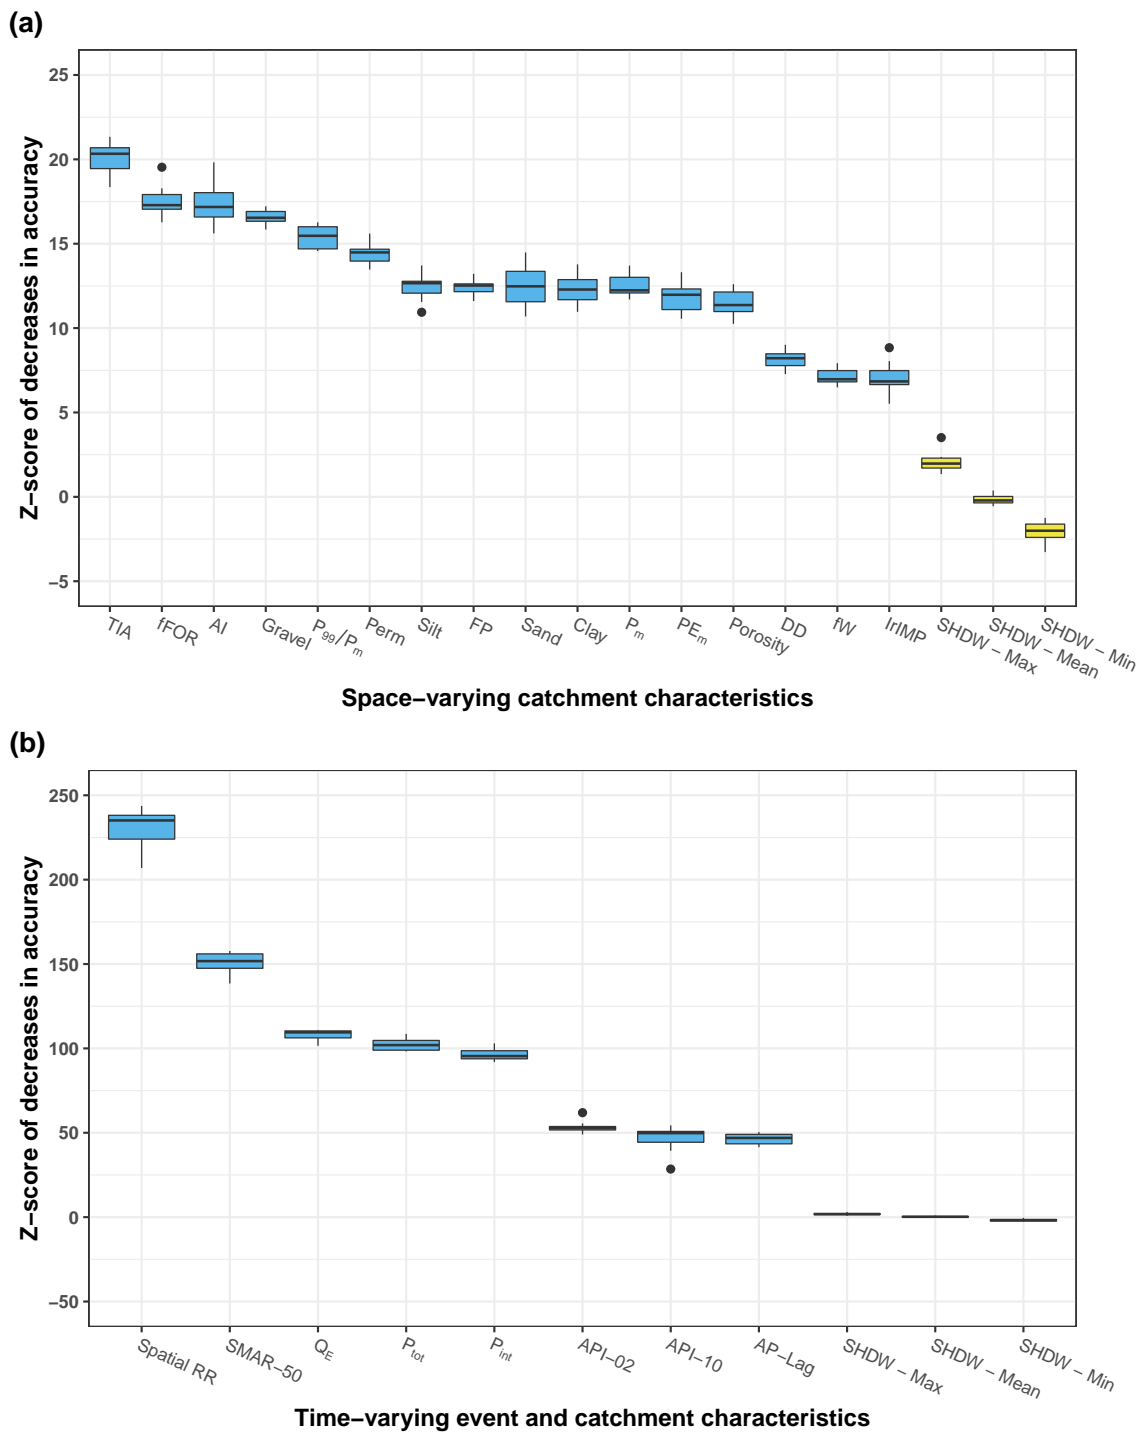 (a)
Z−score of decreases in accuracy
25
20
15
10
5
0
−5
TIA
fFOR
AI
Gravel
P99/Pm
Perm
Silt
FP
Sand
Clay
Pm
PEm
Porosity
DD
fW
IrIMP
SHDW − Max
SHDW − Mean
SHDW − Min
Space−varying catchment characteristics
(b)
Z−score of decreases in accuracy
250
200
150
100
50
0
−50
Spatial RR
SMAR−50
QE
Ptot
Pint
API−02
API−10
AP−Lag
SHDW − Max
SHDW − Mean
SHDW − Min
Time−varying event and catchment characteristics